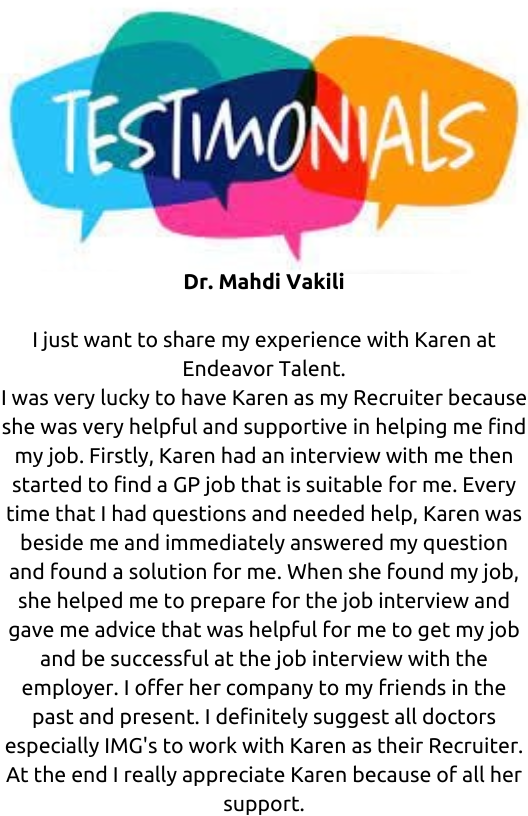 TESTIMONIALS
Dr. Mahdi Vakili
I just want to share my experience with Karen at
Endeavor Talent.
I was very lucky to have Karen as my Recruiter because
she was very helpful and supportive in helping me find
my job. Firstly, Karen had an interview with me then
started to find a GP job that is suitable for me. Every
time that I had questions and needed help, Karen was
beside me and immediately answered my question
and found a solution for me. When she found my job,
she helped me to prepare for the job interview and
gave me advice that was helpful for me to get my job
and be successful at the job interview with the
employer. I offer her company to my friends in the
past and present. I definitely suggest all doctors
especially IMG's to work with Karen as their Recruiter.
At the end I really appreciate Karen because of all her
support.